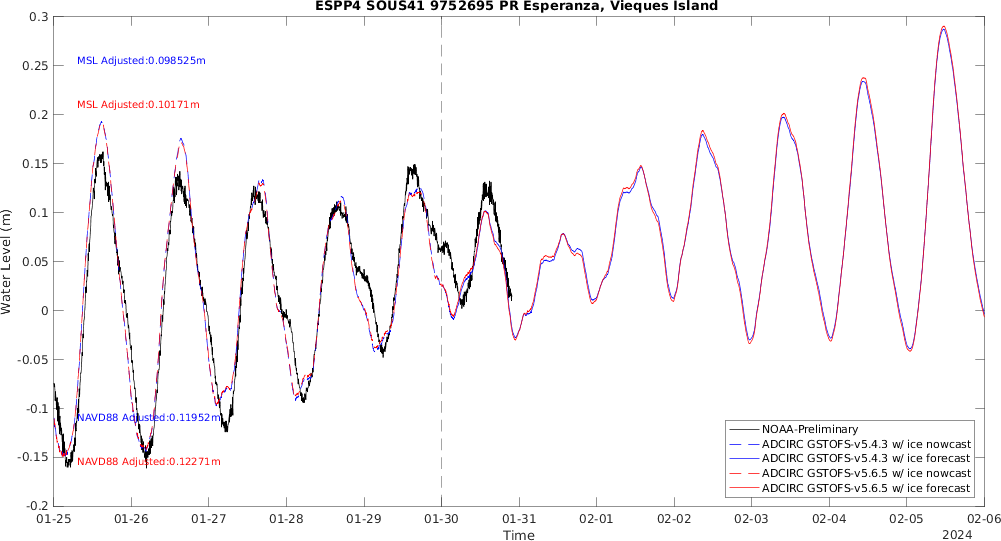 ESPP4 SOUS41 9752695 PR Esperanza, Vieques Island
0.3
0.25
0.2
0.15
0.1
0.05
0
-0.05
-0.1
-0.15
-0.2
Water Level (m)
MSL Adjusted:0.098525m
MSL Adjusted:0.10171m
NAVD88 Adjusted:0.11952m
NAVD88 Adjusted:0.12271m
NOAA-Preliminary
ADCIRC GSTOFS-v5.4.3 w/ ice nowcast
ADCIRC GSTOFS-v5.4.3 w/ ice forecast
ADCIRC GSTOFS-v5.6.5 w/ ice nowcast
ADCIRC GSTOFS-v5.6.5 w/ ice forecast
01-25 01-26 01-27 01-28 01-29 01-30 01-31 02-01 02-02 02-03 02-04 02-05 02-06
Time
2024